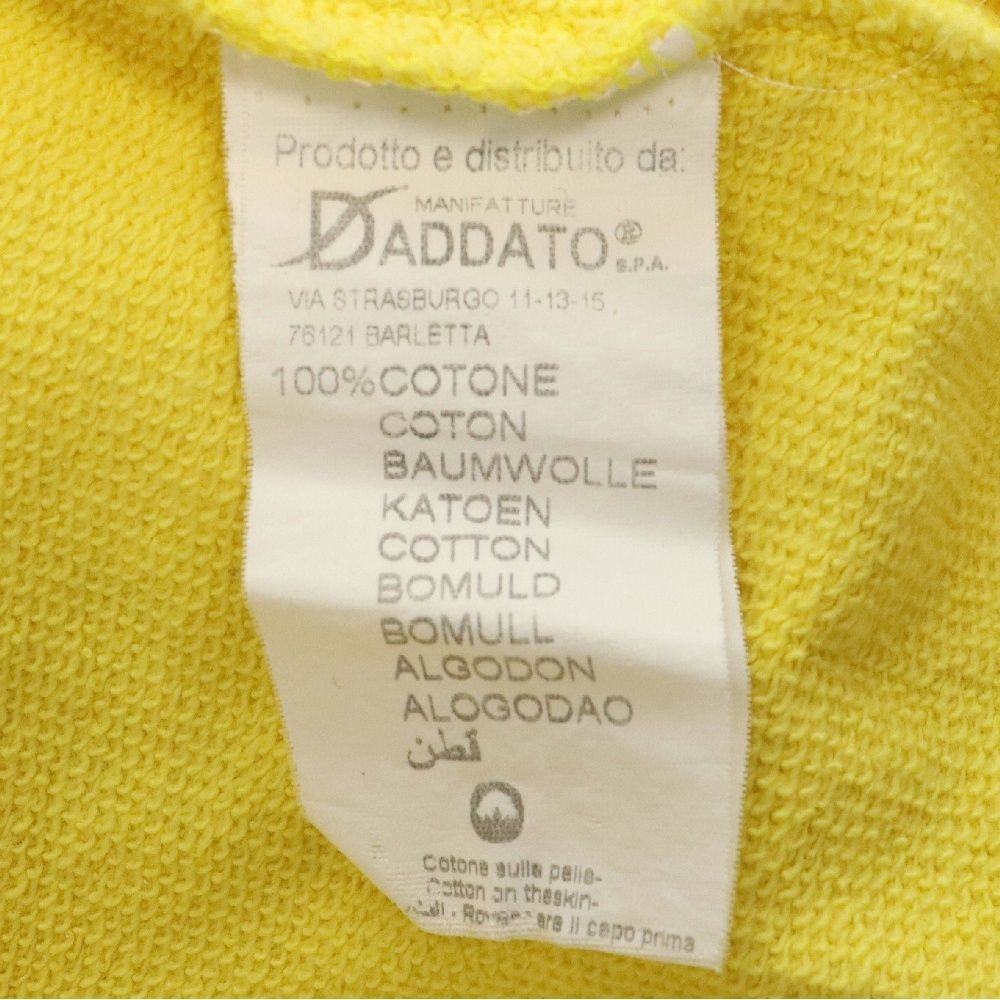 Prodotto e distribuito da:
MANIFATTURE
DADDATO® S.P.A.
VIA STRASBURGO 11-13-15,
76121 BARLETTA
100% COTONE
COTON
BAUMWOLLE
KATOEN
COTTON
BOMULD
BOMULL
ALGODON
ALOGODAO
قطن
Cotone sulla pelle-
Cotton on theskin-
il capo prima